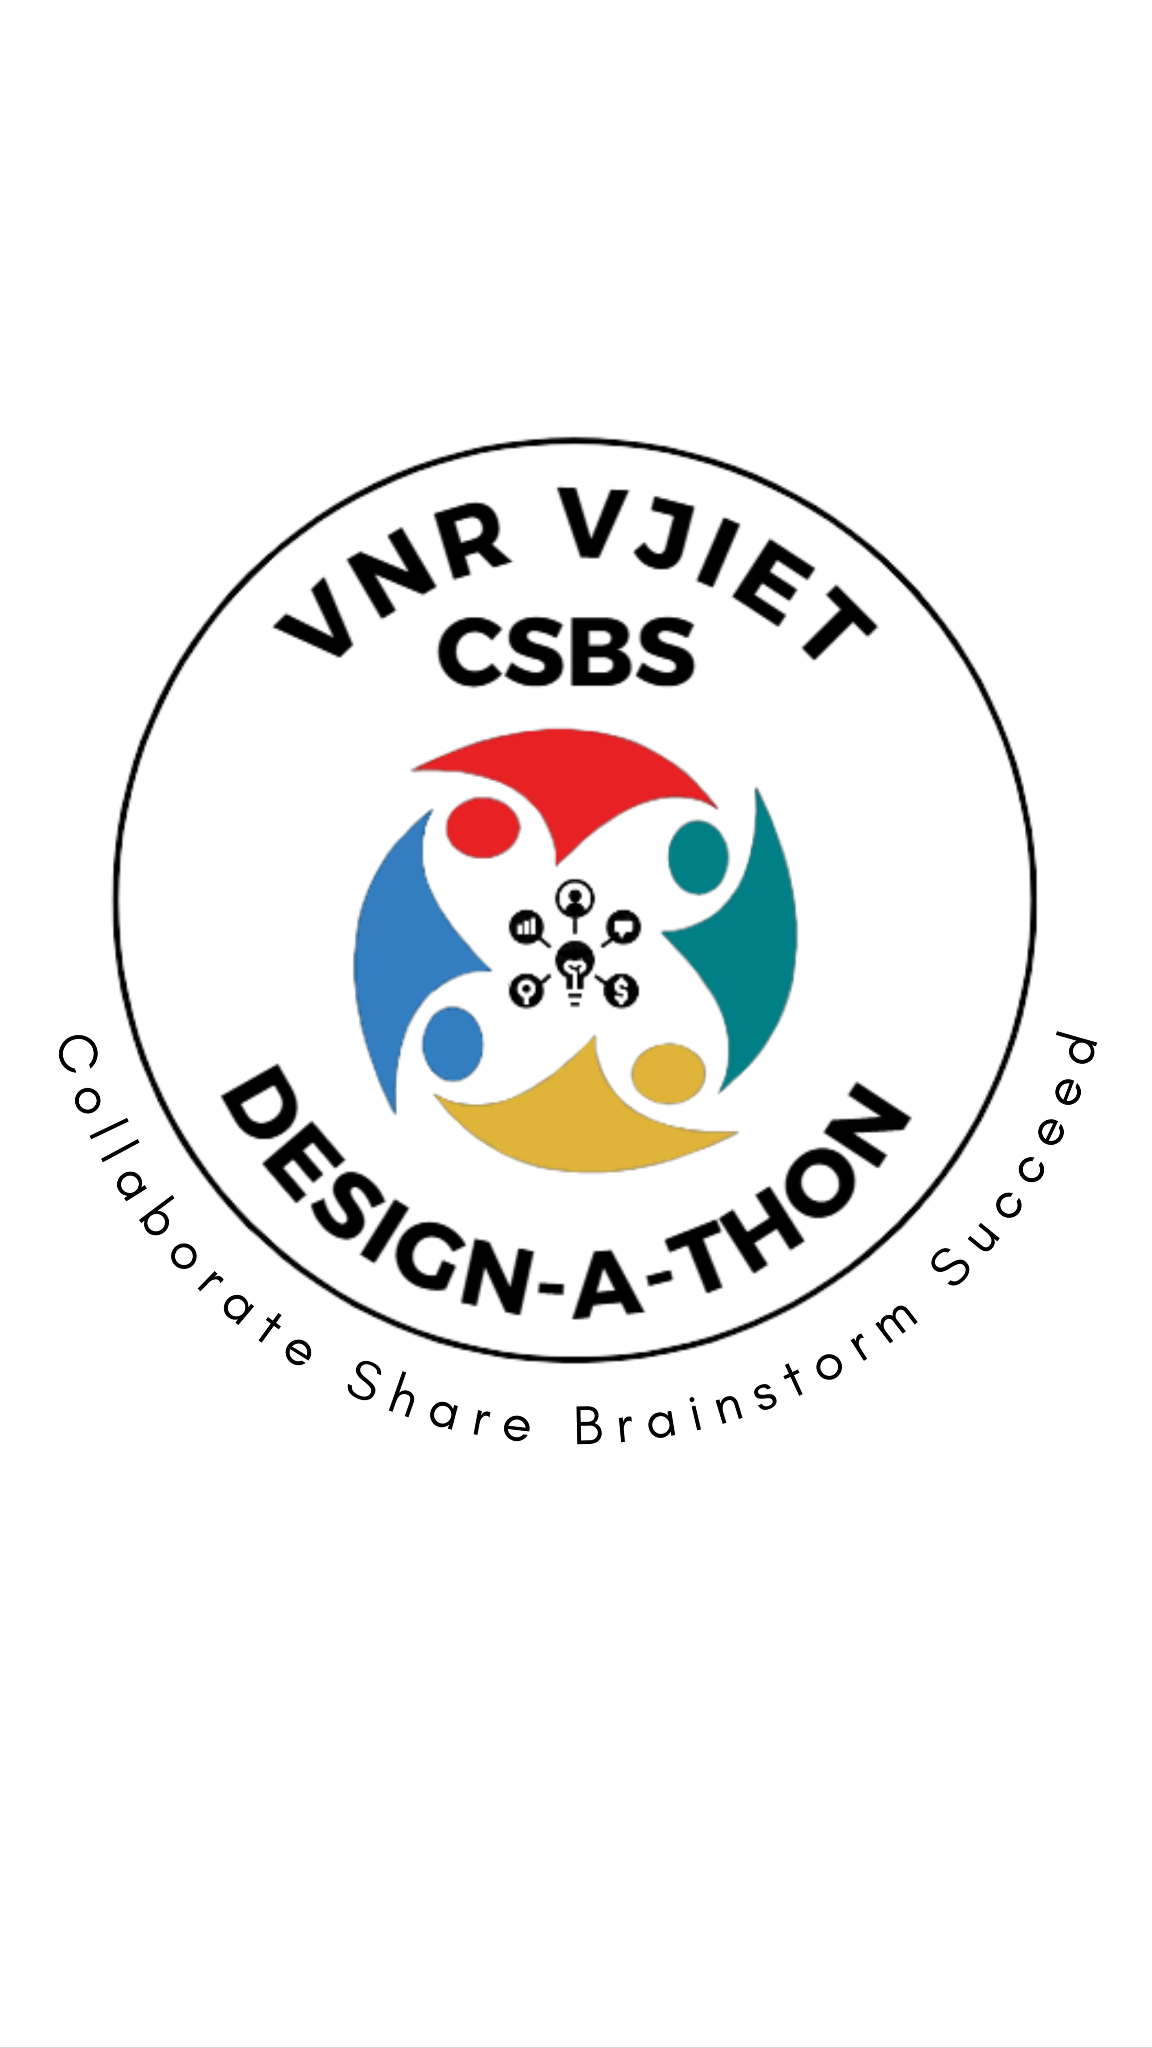 VNR VJIET
CSBS
DESIGN-A-THON
Collaborate Share Brainstorm Succeed